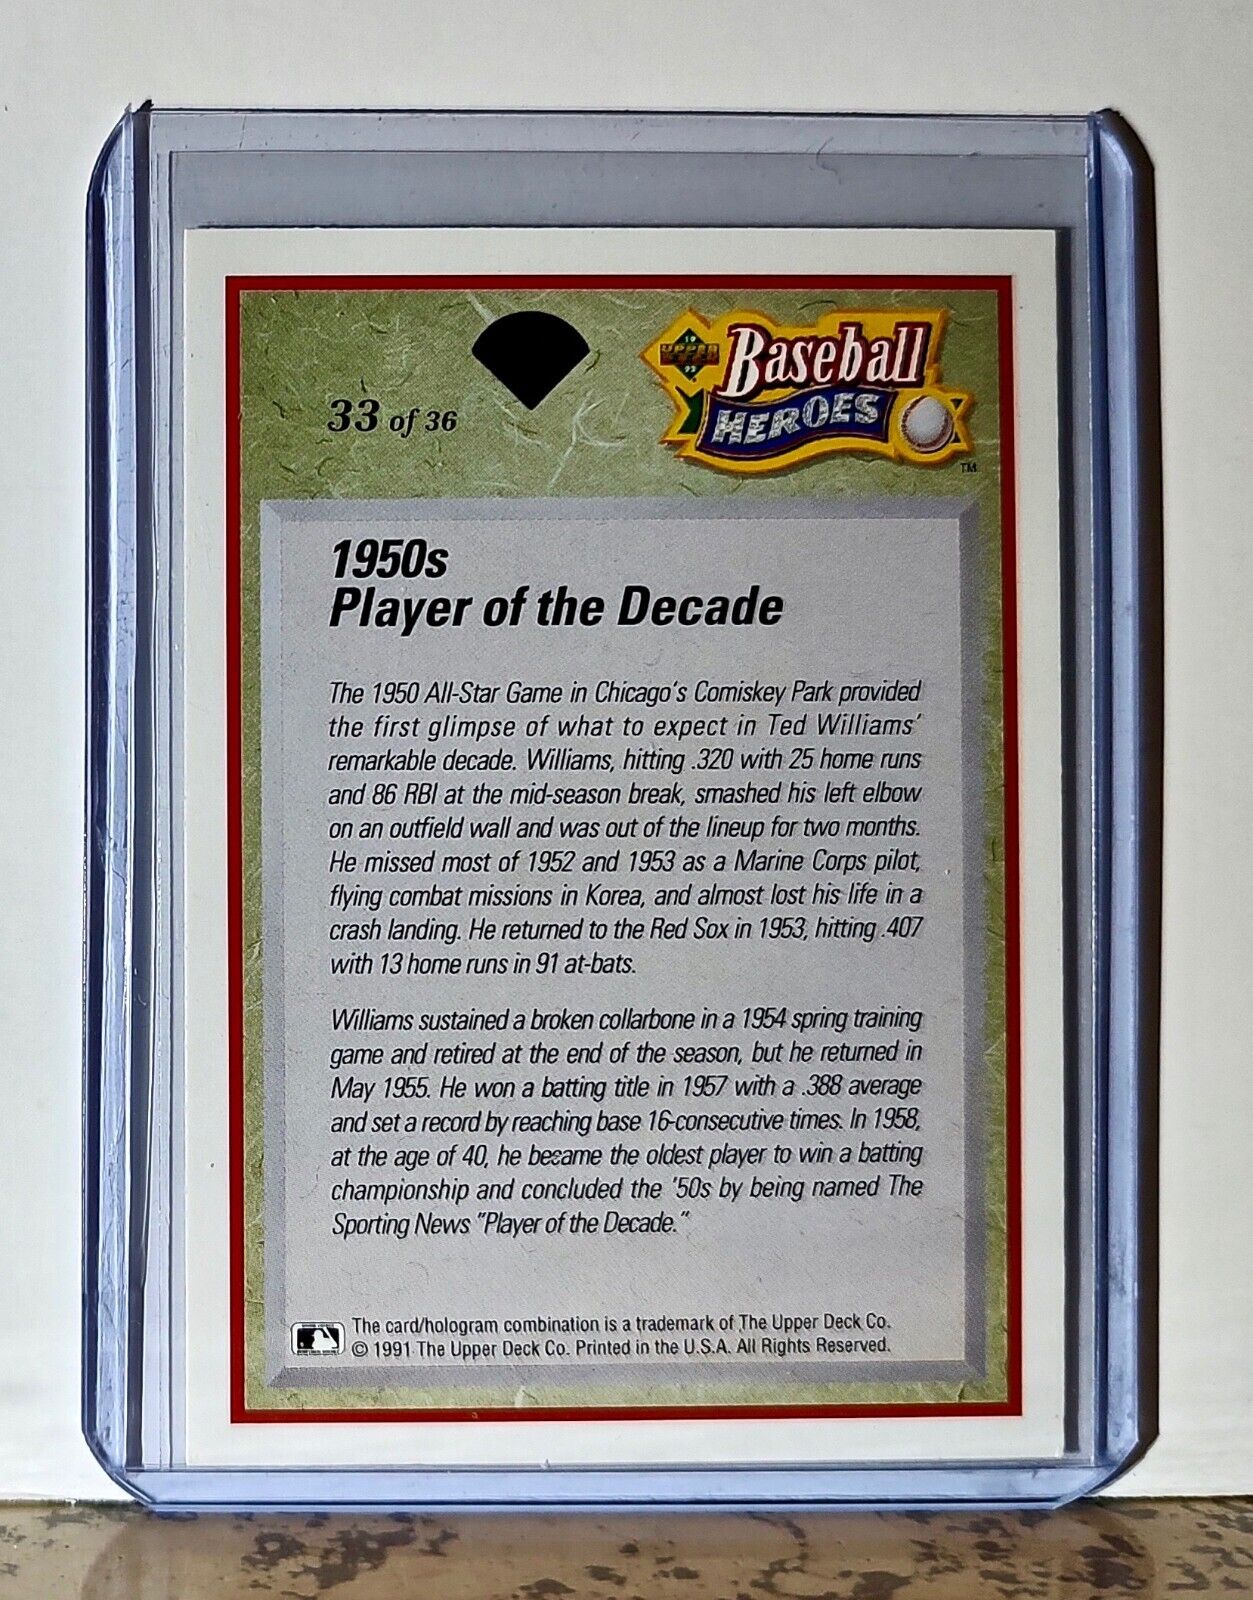 33 of 36
19 UPPER DECK 92
Baseball
HEROES
TM
1950s
Player of the Decade
The 1950 All-Star Game in Chicago's Comiskey Park provided
the first glimpse of what to expect in Ted Williams'
remarkable decade. Williams, hitting .320 with 25 home runs
and 86 RBI at the mid-season break, smashed his left elbow
on an outfield wall and was out of the lineup for two months.
He missed most of 1952 and 1953 as a Marine Corps pilot,
flying combat missions in Korea, and almost lost his life in a
crash landing. He returned to the Red Sox in 1953, hitting .407
with 13 home runs in 91 at-bats.
Williams sustained a broken collarbone in a 1954 spring training
game and retired at the end of the season, but he returned in
May 1955. He won a batting title in 1957 with a .388 average
and set a record by reaching base 16-consecutive times. In 1958,
at the age of 40, he became the oldest player to win a batting
championship and concluded the '50s by being named The
Sporting News "Player of the Decade."
The card/hologram combination is a trademark of The Upper Deck Co.
© 1991 The Upper Deck Co. Printed in the U.S.A. All Rights Reserved.